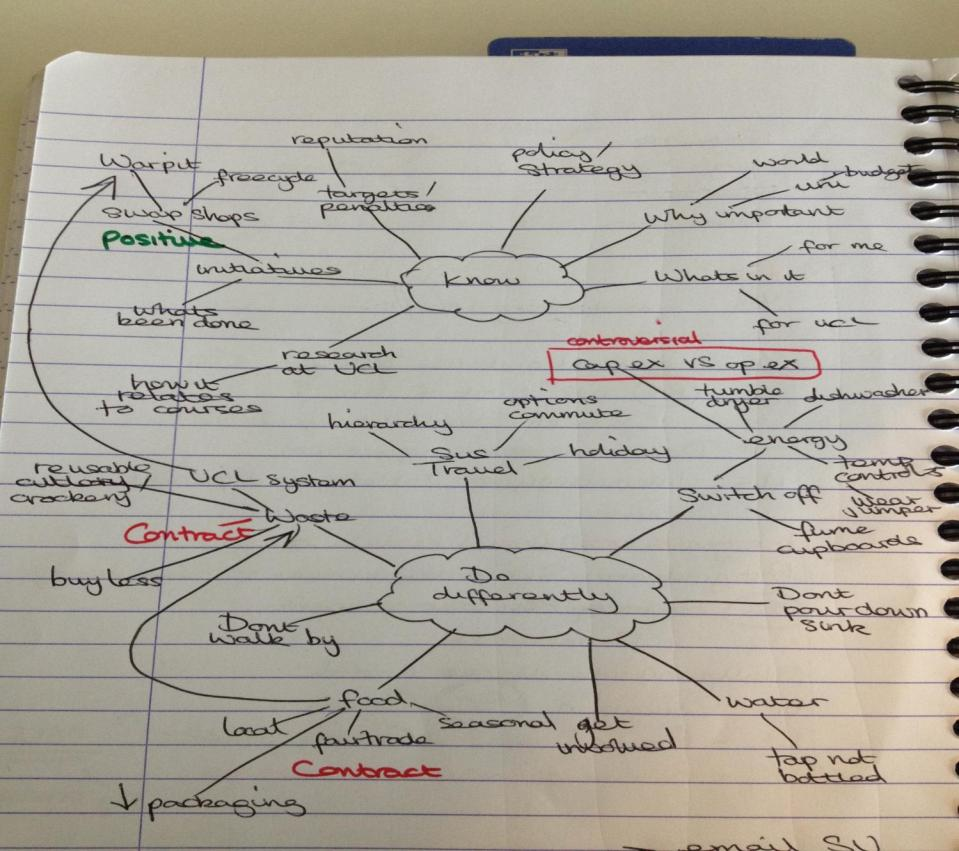 reputation
policy/
strategy
Warpit
freecycle
world
uni
budget
targets/
penalties
swap shops
Why important
Positive
for me
initiatives
Know
Whats in it
whats
been done
for UCL
controversial
research
at UCL
cap.ex vs op.ex
how it
relates
to courses
tumble
dryer
dishwasher
options
commute
hierarchy
energy
Sus
Travel
holiday
temp
controls
reusable
cutlery/
crockery
UCL system
Switch off
wear
jumper
Waste
Contract
fume
cupboards
buy less
Do
differently
Dont
pour down
sink
Dont
walk by
food
water
local
seasonal
get
involved
fairtrade
Contract
tap not
bottled
↓ packaging
email SU